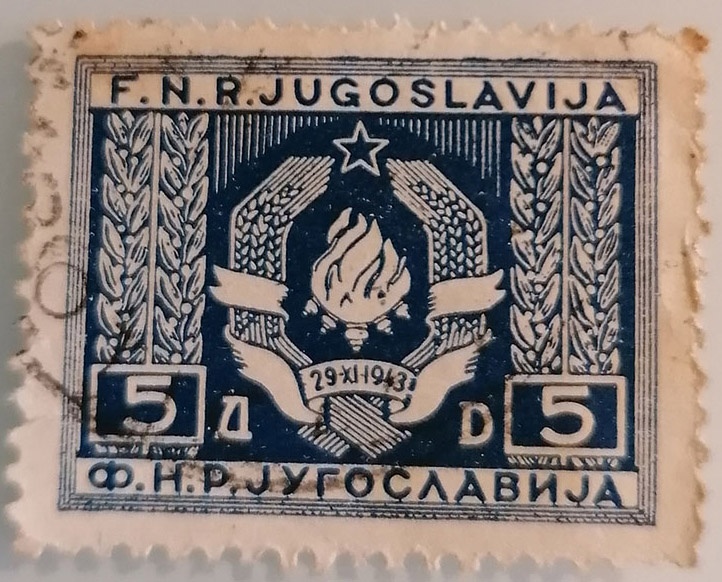 F.N.R.JUGOSLAVIJA
29·XI·1943
5 Д D 5
Ф.Н.Р.ЈУГОСЛАВИЈА